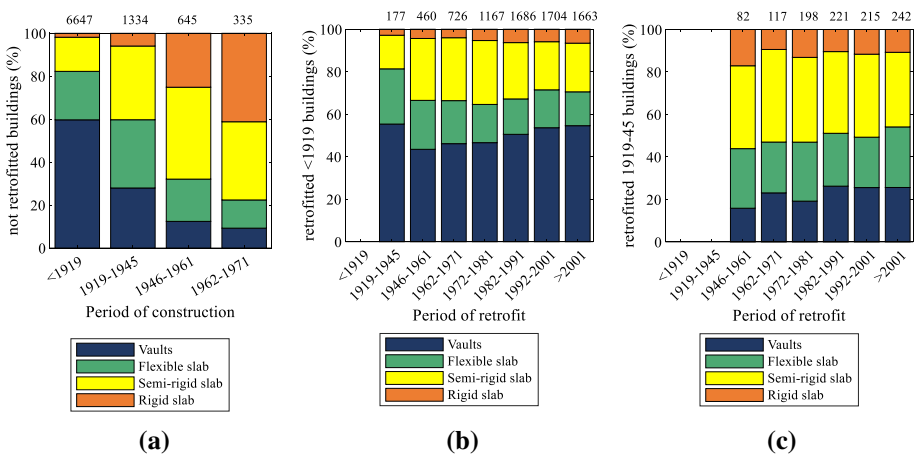 6647 1334 645 335
100
80
60
40
20
0
not retrofitted buildings (%)
<1919 1919-1945 1946-1961 1962-1971
Period of construction
Vaults
Flexible slab
Semi-rigid slab
Rigid slab
(a)
177 460 726 1167 1686 1704 1663
100
80
60
40
20
0
retrofitted <1919 buildings (%)
<1919 1919-1945 1946-1961 1962-1971 1972-1981 1982-1991 1992-2001 >2001
Period of retrofit
Vaults
Flexible slab
Semi-rigid slab
Rigid slab
(b)
82 117 198 221 215 242
100
80
60
40
20
0
retrofitted 1919-45 buildings (%)
<1919 1919-1945 1946-1961 1962-1971 1972-1981 1982-1991 1992-2001 >2001
Period of retrofit
Vaults
Flexible slab
Semi-rigid slab
Rigid slab
(c)